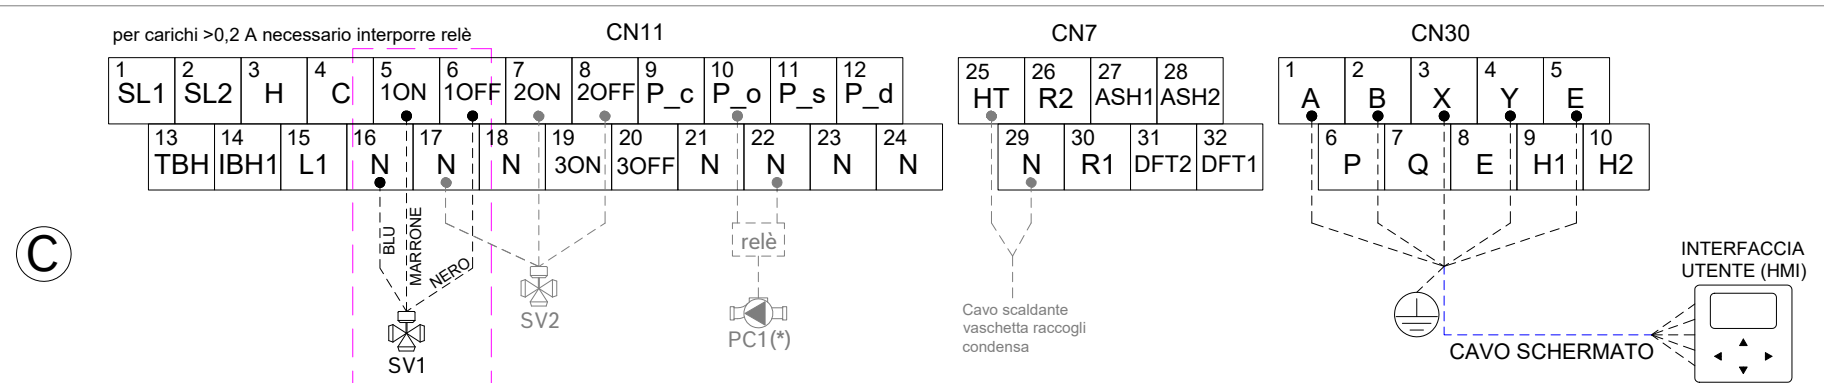 per carichi >0,2 A necessario interporre relè
CN11
CN7
CN30
1 2 3 4 5 6 7 8 9 10 11 12
SL1 SL2 H C 1ON 1OFF 2ON 2OFF P_c P_o P_s P_d
13 14 15 16 17 18 19 20 21 22 23 24
TBH IBH1 L1 N N N 3ON 3OFF N N N N
25 26 27 28
HT R2 ASH1 ASH2
29 30 31 32
N R1 DFT2 DFT1
1 2 3 4 5
A B X Y E
6 7 8 9 10
P Q E H1 H2
C
BLU
MARRONE
NERO
SV1
SV2
relè
PC1(*)
Cavo scaldante
vaschetta raccogli
condensa
INTERFACCIA
UTENTE (HMI)
CAVO SCHERMATO